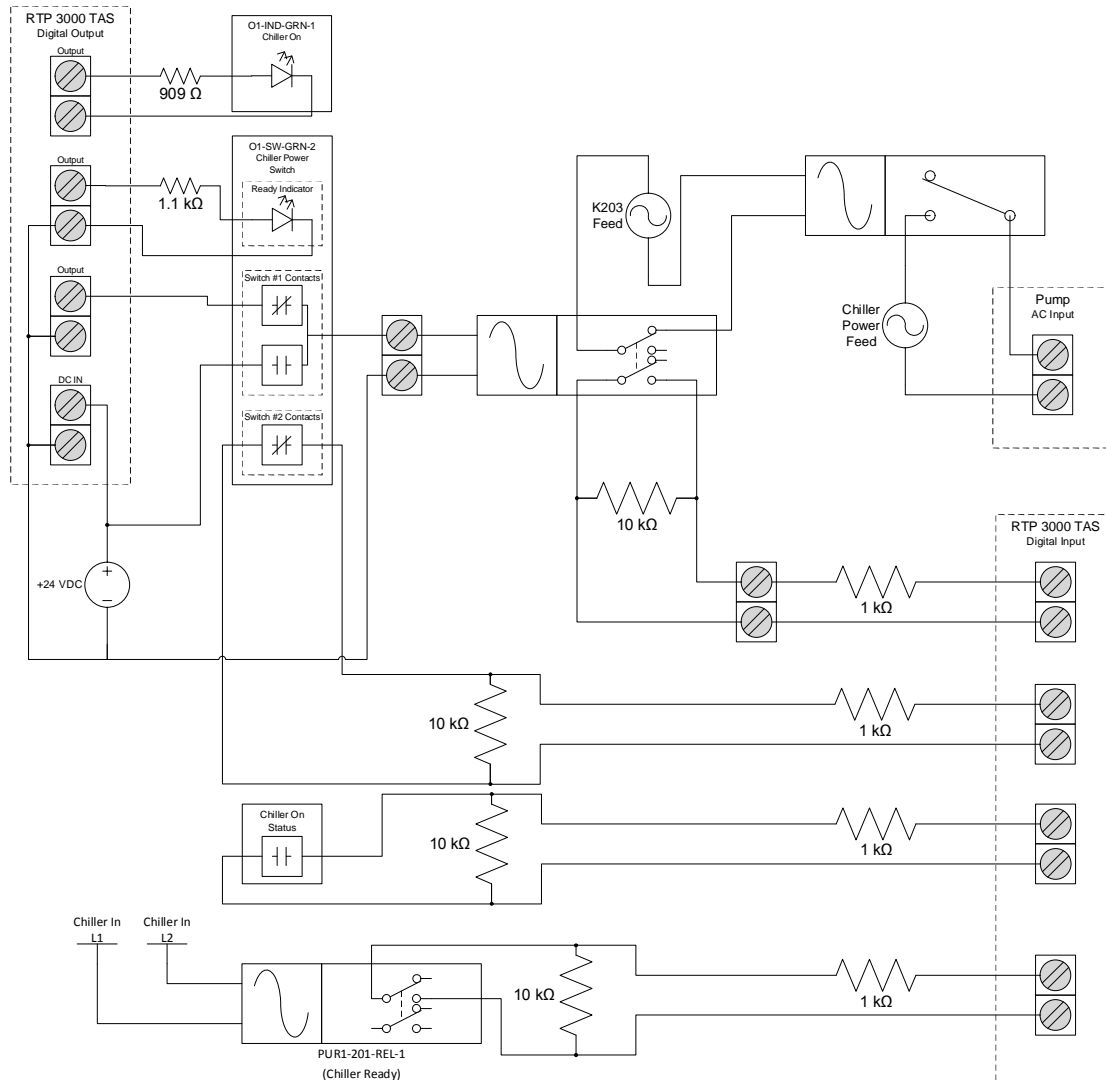 RTP 3000 TAS
Digital Output
Output
909 Ω
O1-IND-GRN-1
Chiller On
Output
1.1 kΩ
O1-SW-GRN-2
Chiller Power
Switch
Ready Indicator
Output
Switch #1 Contacts
DC IN
Switch #2 Contacts
+24 VDC
+
−
K203
Feed
Chiller
Power
Feed
Pump
AC Input
10 kΩ
RTP 3000 TAS
Digital Input
1 kΩ
10 kΩ
1 kΩ
Chiller On
Status
10 kΩ
1 kΩ
Chiller In
L1
Chiller In
L2
10 kΩ
1 kΩ
PUR1-201-REL-1
(Chiller Ready)